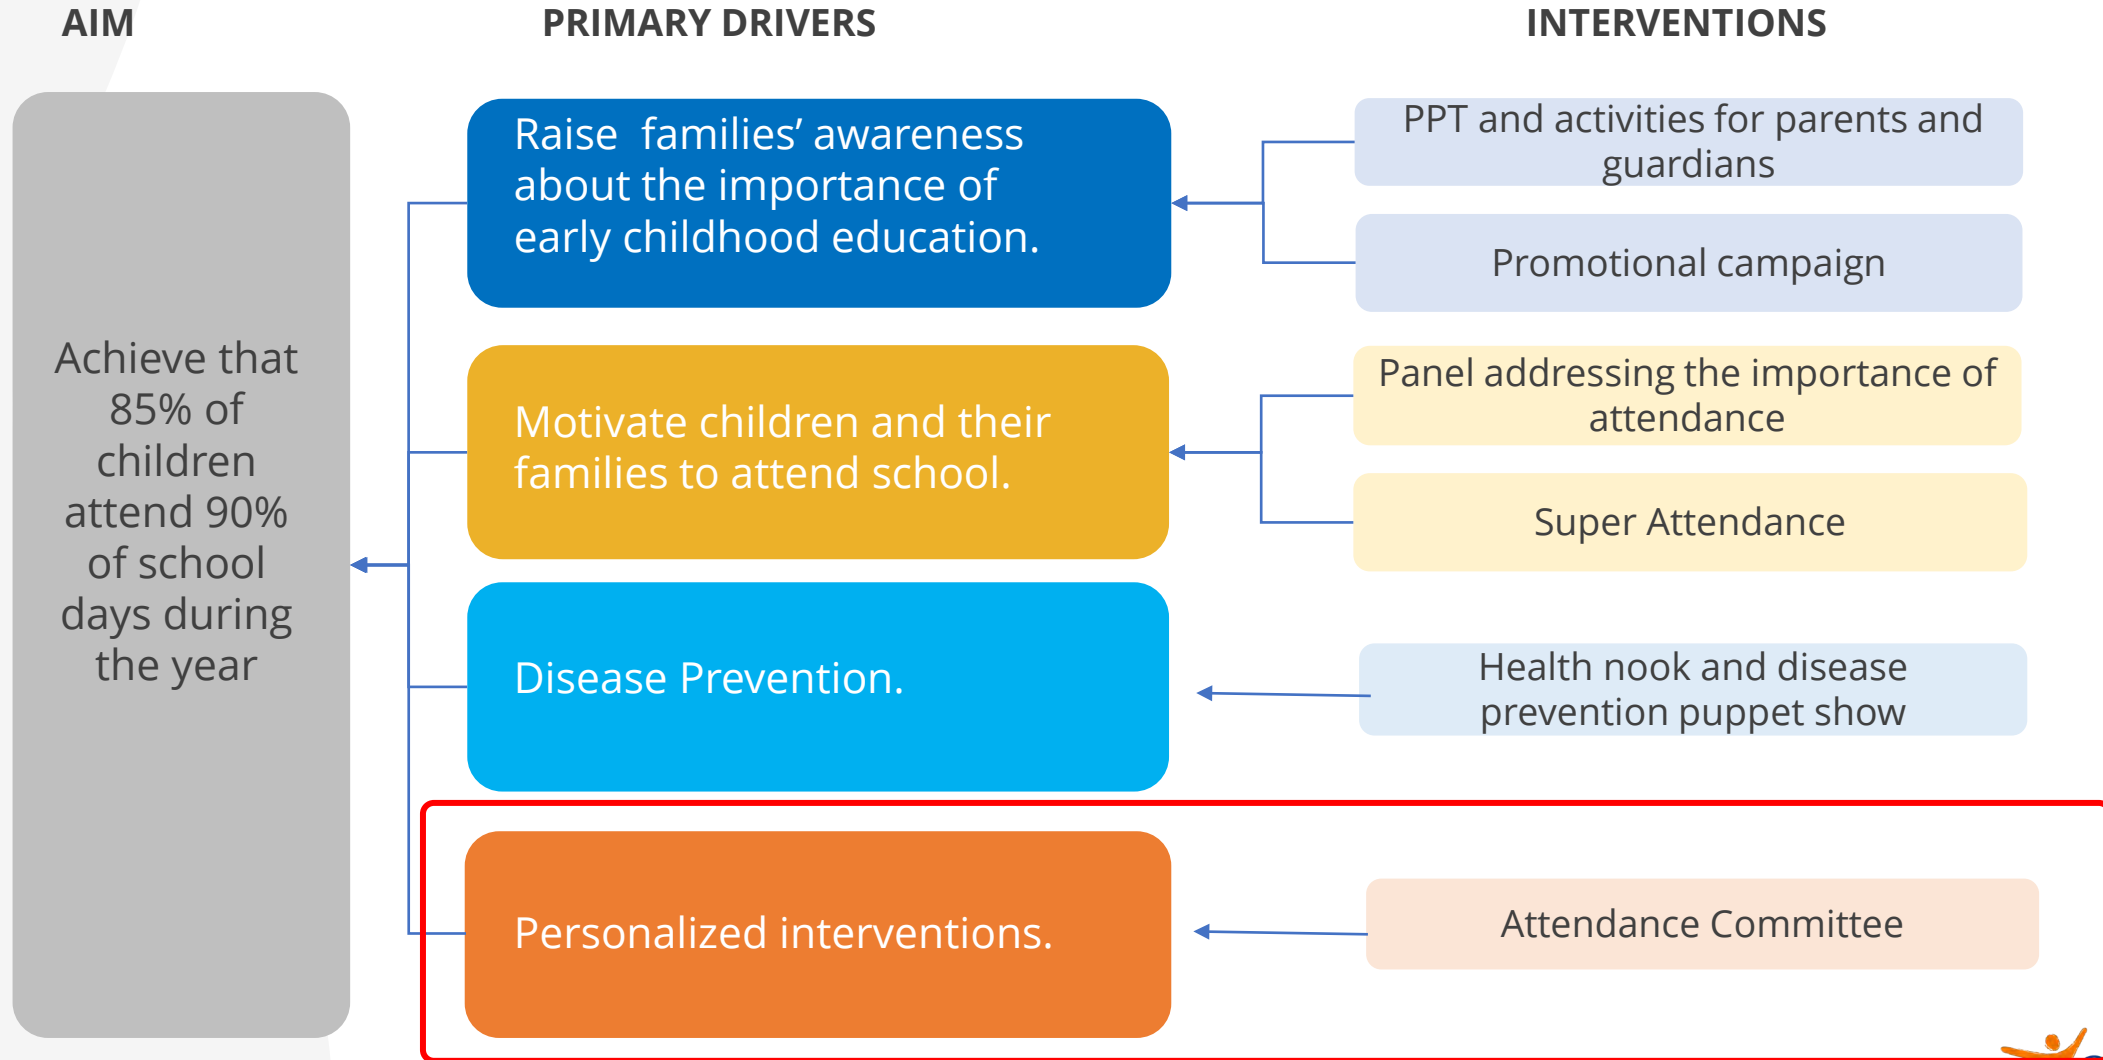 AIM
PRIMARY DRIVERS
INTERVENTIONS
Achieve that
85% of
children
attend 90%
of school
days during
the year
Raise  families’ awareness
about the importance of
early childhood education.
PPT and activities for parents and
guardians
Promotional campaign
Motivate children and their
families to attend school.
Panel addressing the importance of
attendance
Super Attendance
Disease Prevention.
Health nook and disease
prevention puppet show
Personalized interventions.
Attendance Committee